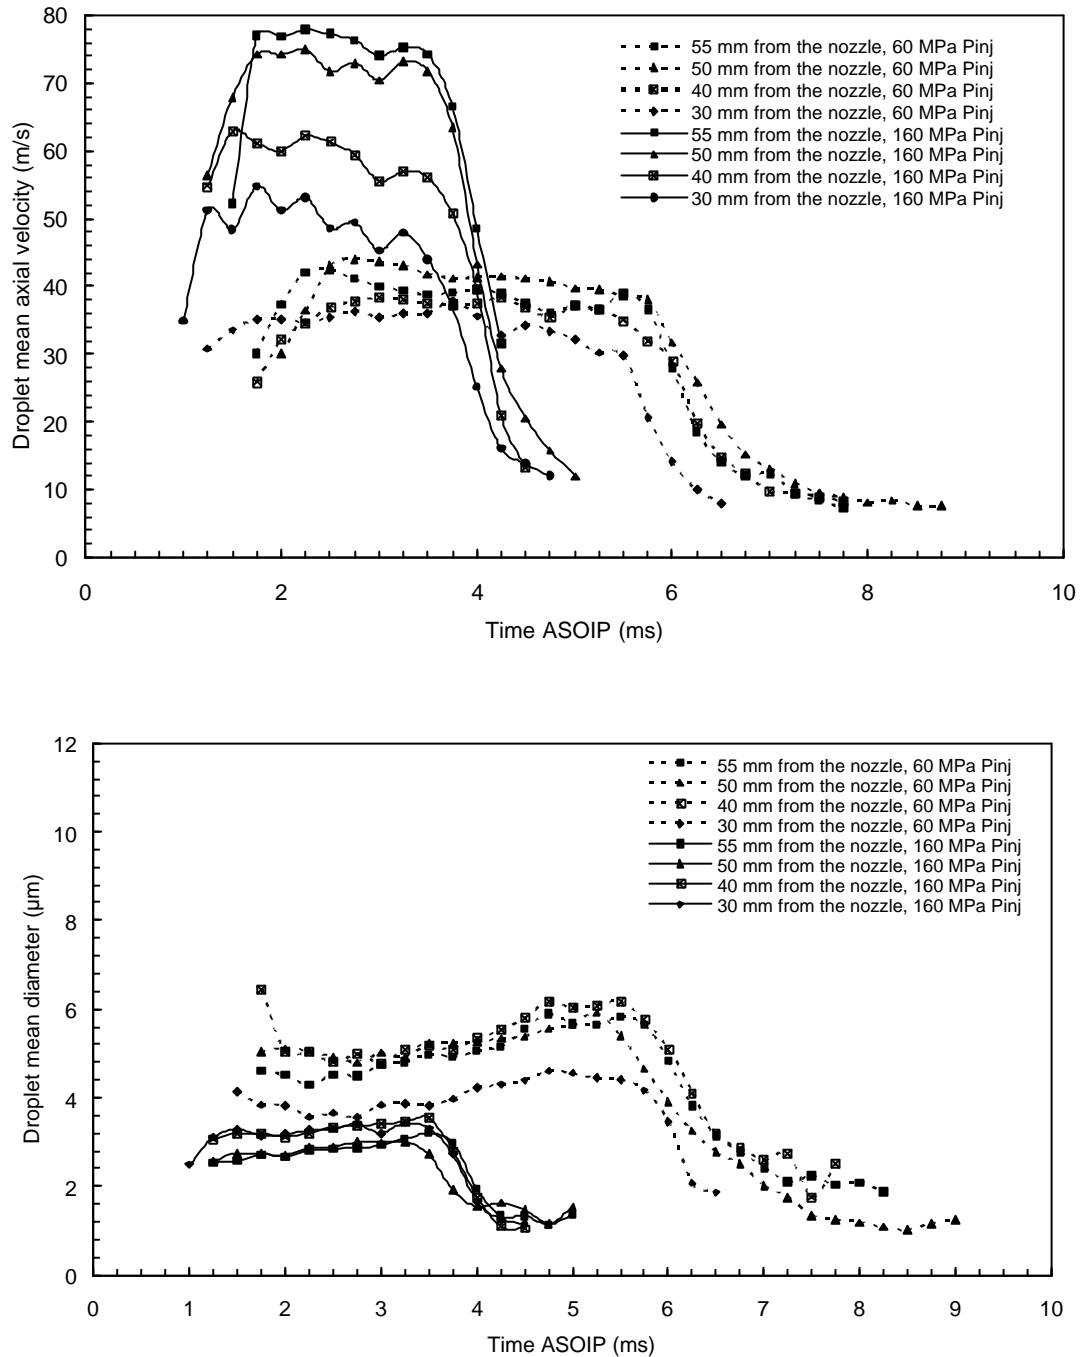 80
70
60
50
40
30
20
10
0
Droplet mean axial velocity (m/s)
55 mm from the nozzle, 60 MPa Pinj
50 mm from the nozzle, 60 MPa Pinj
40 mm from the nozzle, 60 MPa Pinj
30 mm from the nozzle, 60 MPa Pinj
55 mm from the nozzle, 160 MPa Pinj
50 mm from the nozzle, 160 MPa Pinj
40 mm from the nozzle, 160 MPa Pinj
30 mm from the nozzle, 160 MPa Pinj
0 2 4 6 8 10
Time ASOIP (ms)
12
10
8
6
4
2
0
Droplet mean diameter (µm)
55 mm from the nozzle, 60 MPa Pinj
50 mm from the nozzle, 60 MPa Pinj
40 mm from the nozzle, 60 MPa Pinj
30 mm from the nozzle, 60 MPa Pinj
55 mm from the nozzle, 160 MPa Pinj
50 mm from the nozzle, 160 MPa Pinj
40 mm from the nozzle, 160 MPa Pinj
30 mm from the nozzle, 160 MPa Pinj
0 1 2 3 4 5 6 7 8 9 10
Time ASOIP (ms)